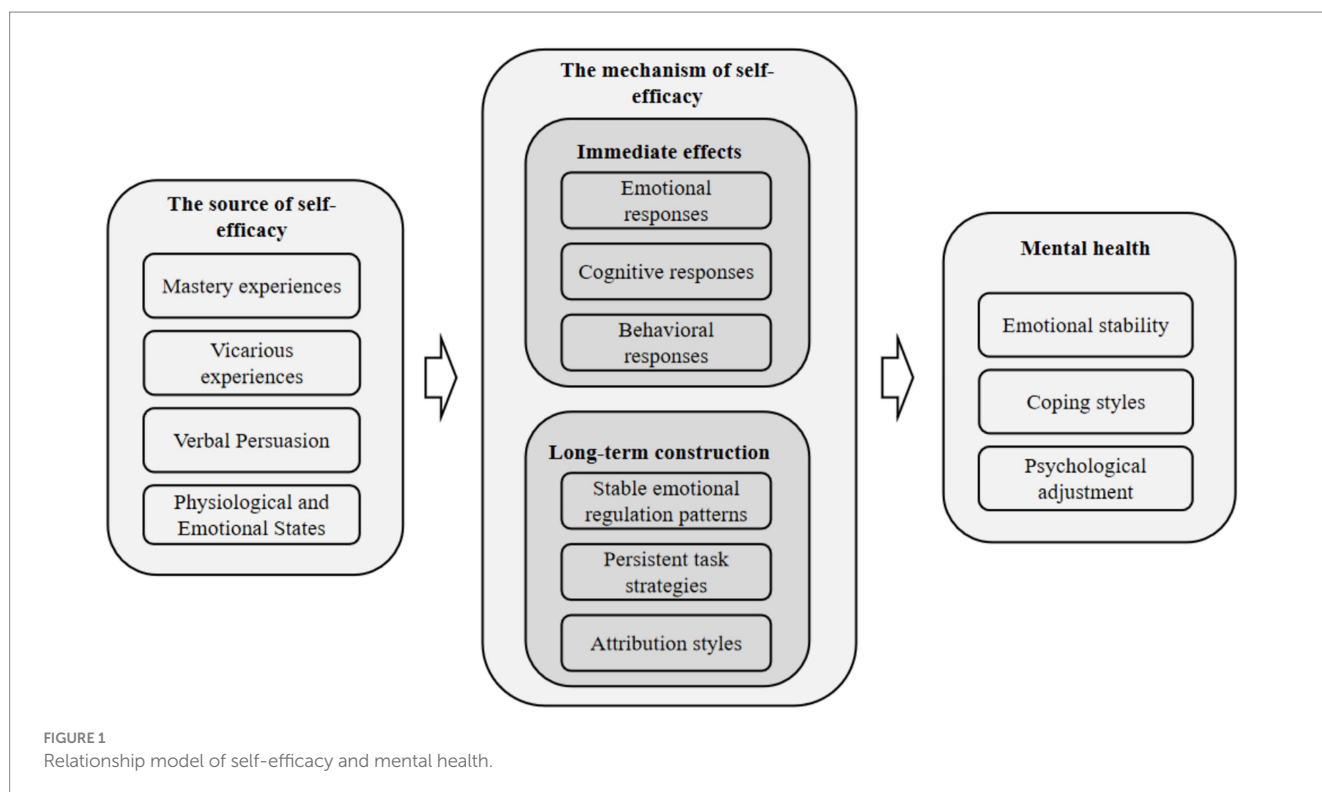 The source of self-
efficacy
Mastery experiences
Vicarious
experiences
Verbal Persuasion
Physiological and
Emotional States
The mechanism of self-
efficacy
Immediate effects
Emotional
responses
Cognitive responses
Behavioral
responses
Long-term construction
Stable emotional
regulation patterns
Persistent task
strategies
Attribution styles
Mental health
Emotional stability
Coping styles
Psychological
adjustment
FIGURE 1
Relationship model of self-efficacy and mental health.